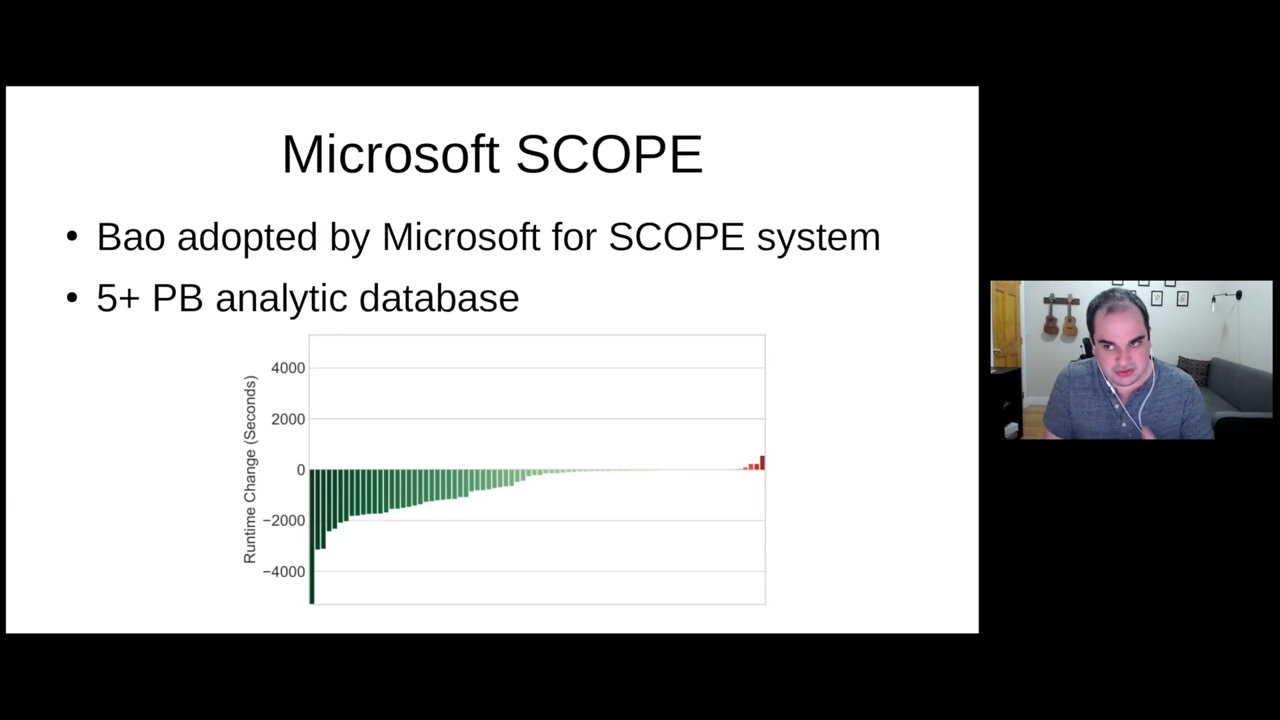 Microsoft SCOPE
• Bao adopted by Microsoft for SCOPE system
• 5+ PB analytic database
Runtime Change (Seconds)
4000
2000
0
−2000
−4000